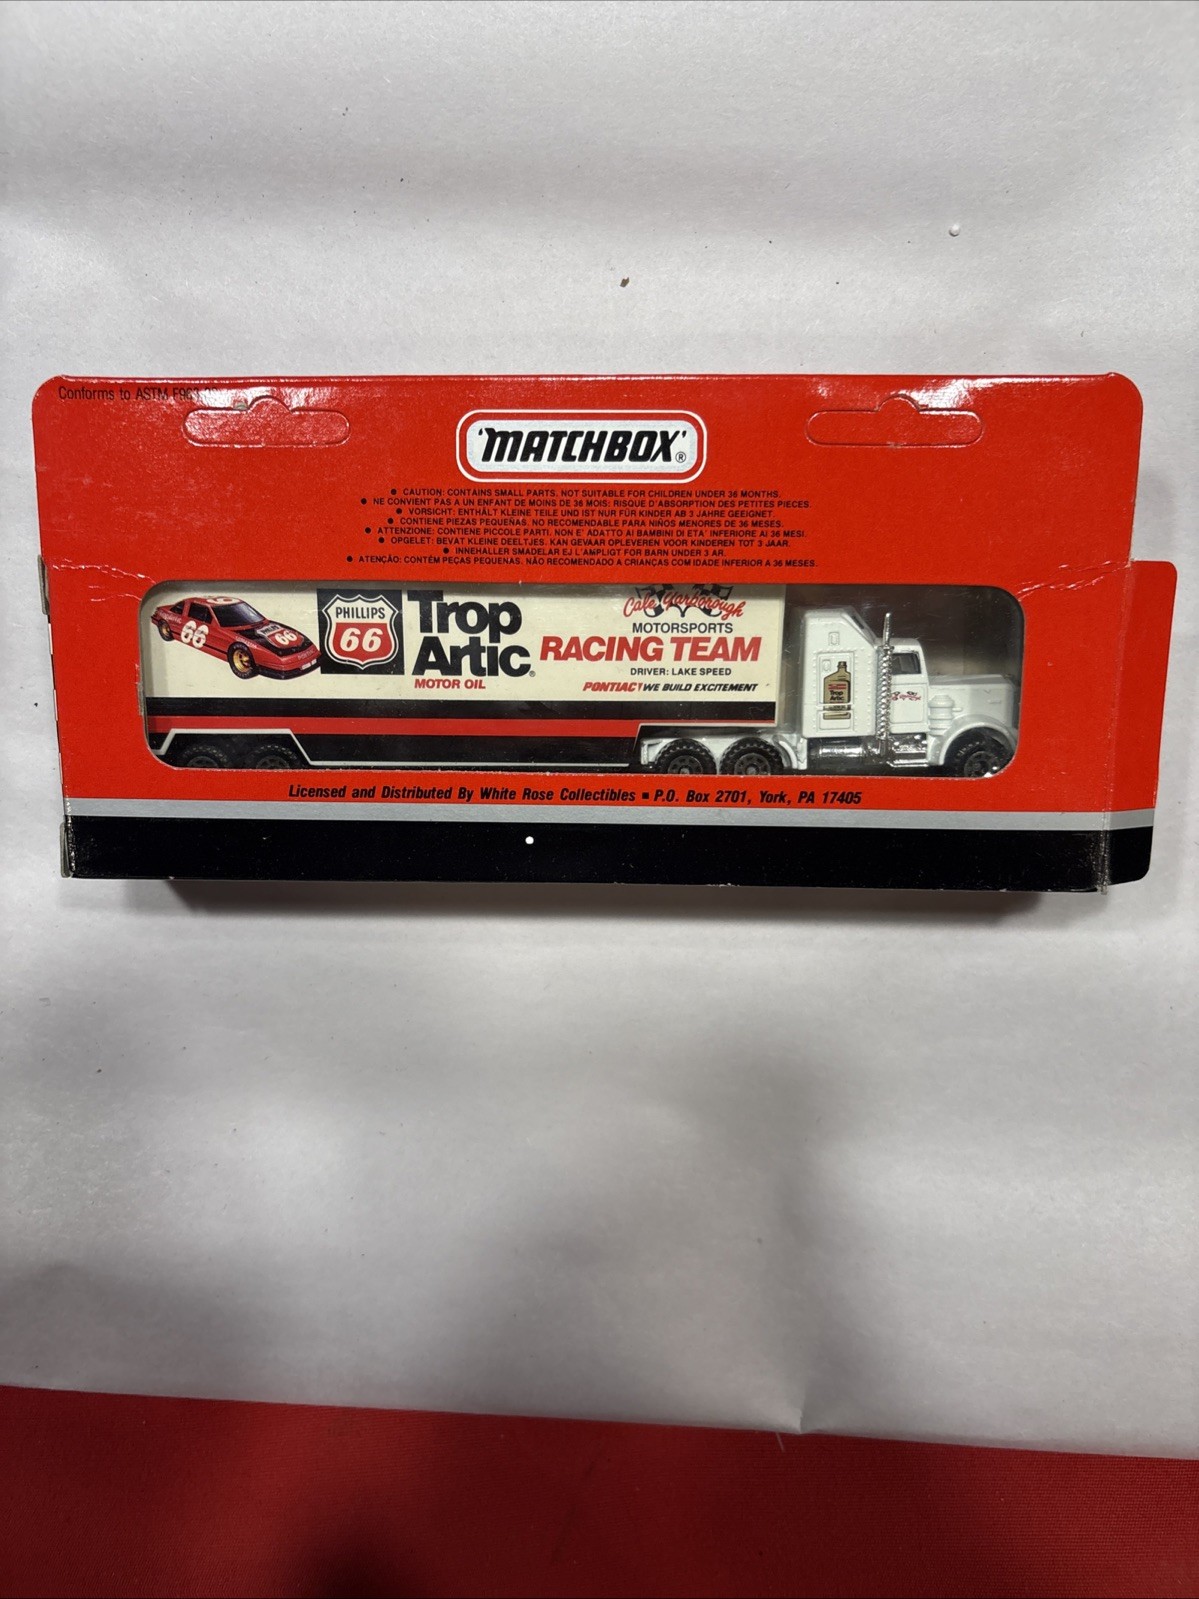 Conforms to ASTM F963
'MATCHBOX'®
● CAUTION: CONTAINS SMALL PARTS. NOT SUITABLE FOR CHILDREN UNDER 36 MONTHS.
● NE CONVIENT PAS A UN ENFANT DE MOINS DE 36 MOIS: RISQUE D'ABSORPTION DES PETITES PIECES.
● VORSICHT: ENTHÄLT KLEINE TEILE UND IST NUR FÜR KINDER AB 3 JAHRE GEEIGNET.
● CONTIENE PIEZAS PEQUEÑAS. NO RECOMENDABLE PARA NIÑOS MENORES DE 36 MESES.
● ATTENZIONE: CONTIENE PICCOLE PARTI. NON E' ADATTO AI BAMBINI DI ETA' INFERIORE AI 36 MESI.
● OPGELET: BEVAT KLEINE DEELTJES. KAN GEVAAR OPLEVEREN VOOR KINDEREN TOT 3 JAAR.
● INNEHALLER SMADELAR EJ LAMPLIGT FOR BARN UNDER 3 AR.
● ATENÇÃO: CONTÉM PEÇAS PEQUENAS. NÃO RECOMENDADO A CRIANÇAS COM IDADE INFERIOR A 36 MESES.
66
66
PHILLIPS
66
Trop
Artic®
MOTOR OIL
Cale Yarborough
MOTORSPORTS
RACING TEAM
DRIVER: LAKE SPEED
PONTIAC WE BUILD EXCITEMENT
Trop
Licensed and Distributed By White Rose Collectibles ■ P.O. Box 2701, York, PA 17405